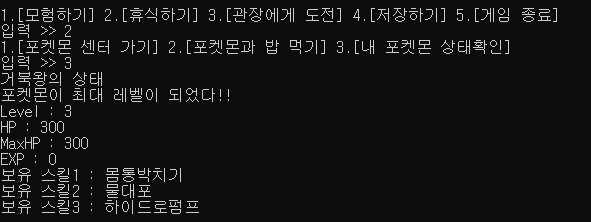 1.[모험하기] 2.[휴식하기] 3.[관장에게 도전] 4.[저장하기] 5.[게임 종료]
입력 >> 2
1.[포켓몬 센터 가기] 2.[포켓몬과 밥 먹기] 3.[내 포켓몬 상태확인]
입력 >> 3
거북왕의 상태
포켓몬이 최대 레벨이 되었다!!
Level : 3
HP : 300
MaxHP : 300
EXP : 0
보유 스킬1 : 몸통박치기
보유 스킬2 : 물대포
보유 스킬3 : 하이드로펌프